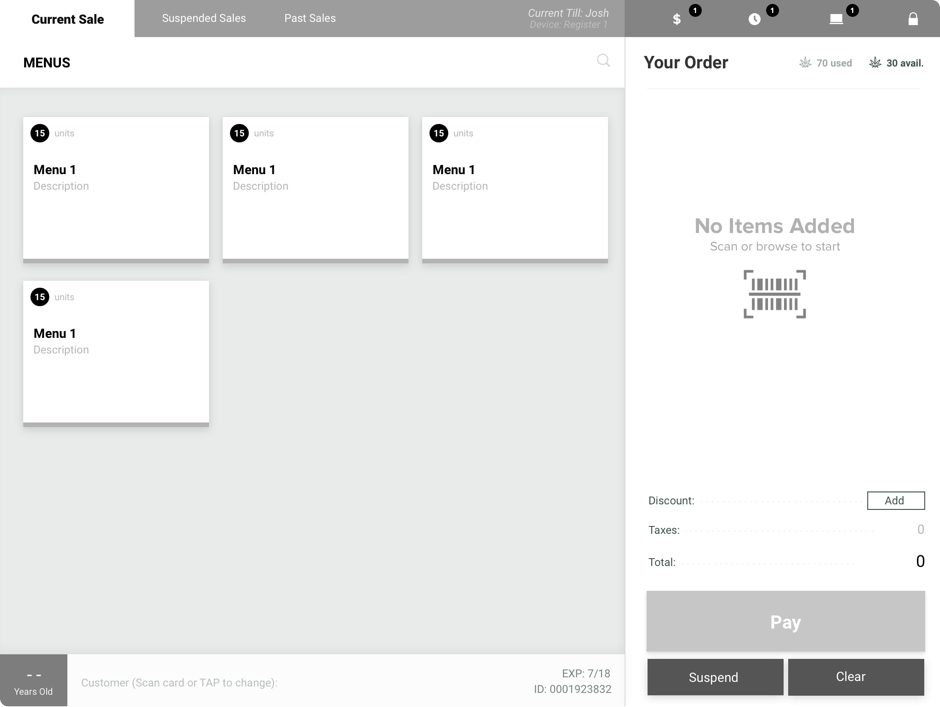 Current Sale
Suspended Sales
Past Sales
Current Till: Josh
Device: Register 1
$ 1
1
1
MENUS
15 units
Menu 1
Description
15 units
Menu 1
Description
15 units
Menu 1
Description
15 units
Menu 1
Description
-- 
Years Old
Customer (Scan card or TAP to change):
EXP: 7/18
ID: 0001923832
Your Order
70 used
30 avail.
No Items Added
Scan or browse to start
Discount: Add
Taxes: 0
Total: 0
Pay
Suspend
Clear